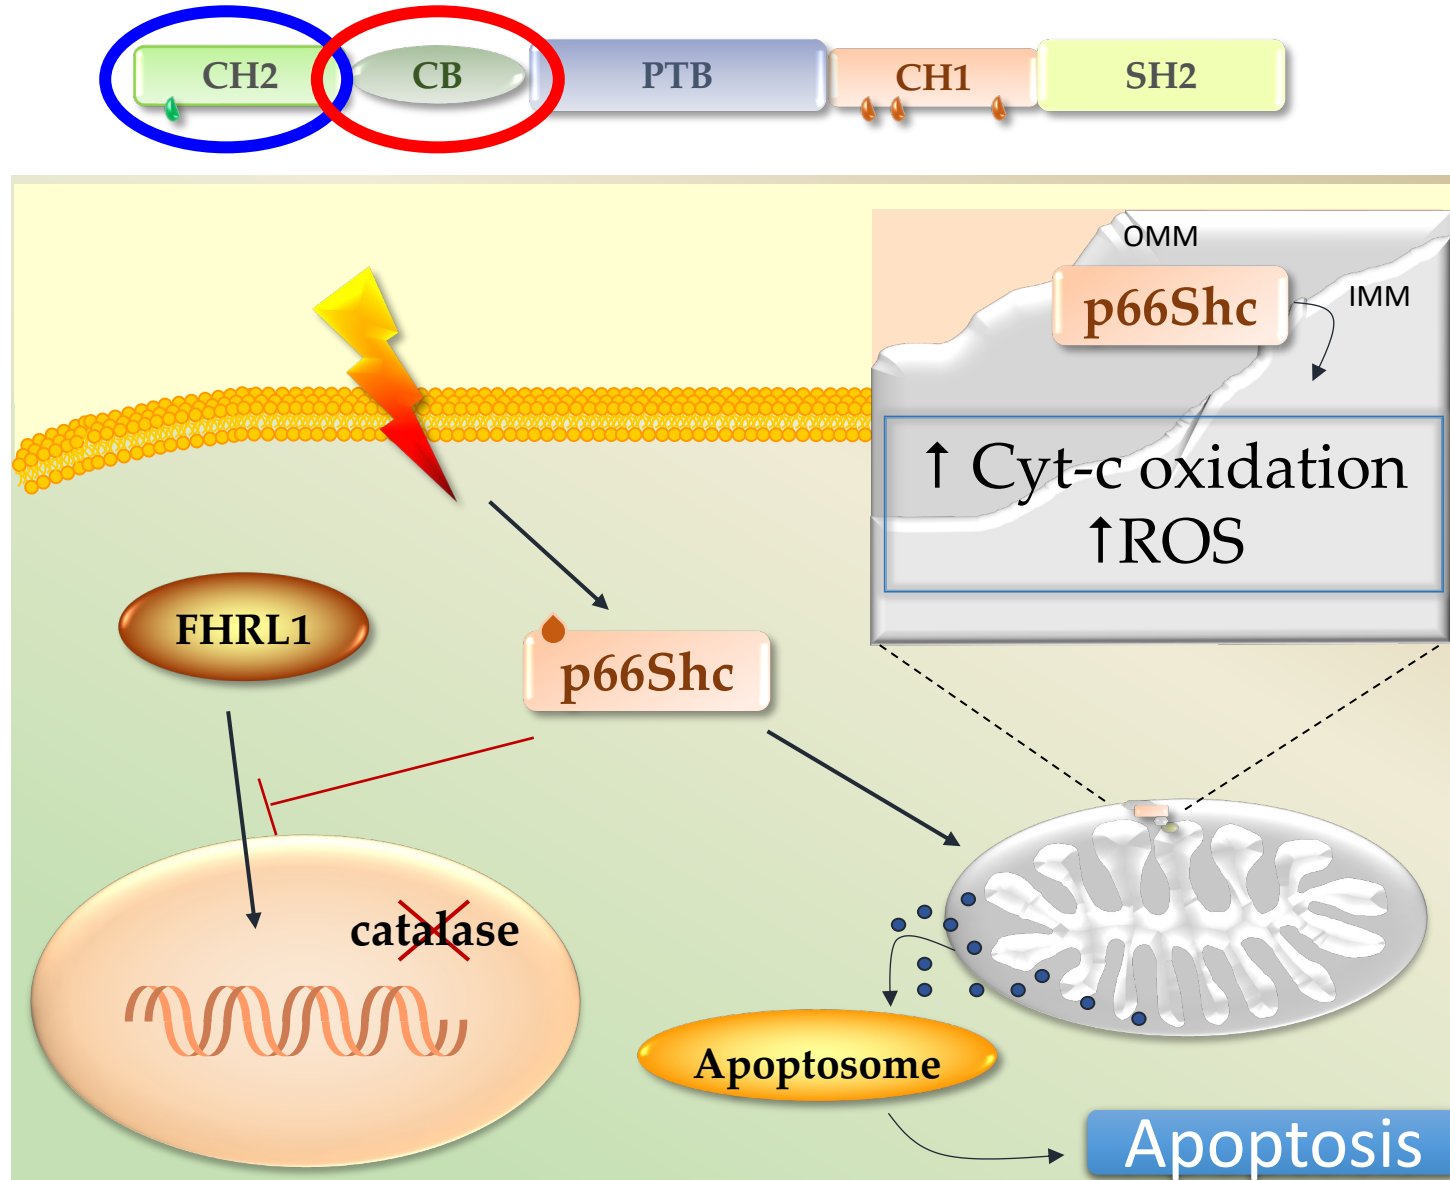 CH2
CB
PTB
CH1
SH2
OMM
p66Shc
IMM
↑ Cyt-c oxidation
↑ROS
FHRL1
p66Shc
catalase
Apoptosome
Apoptosis